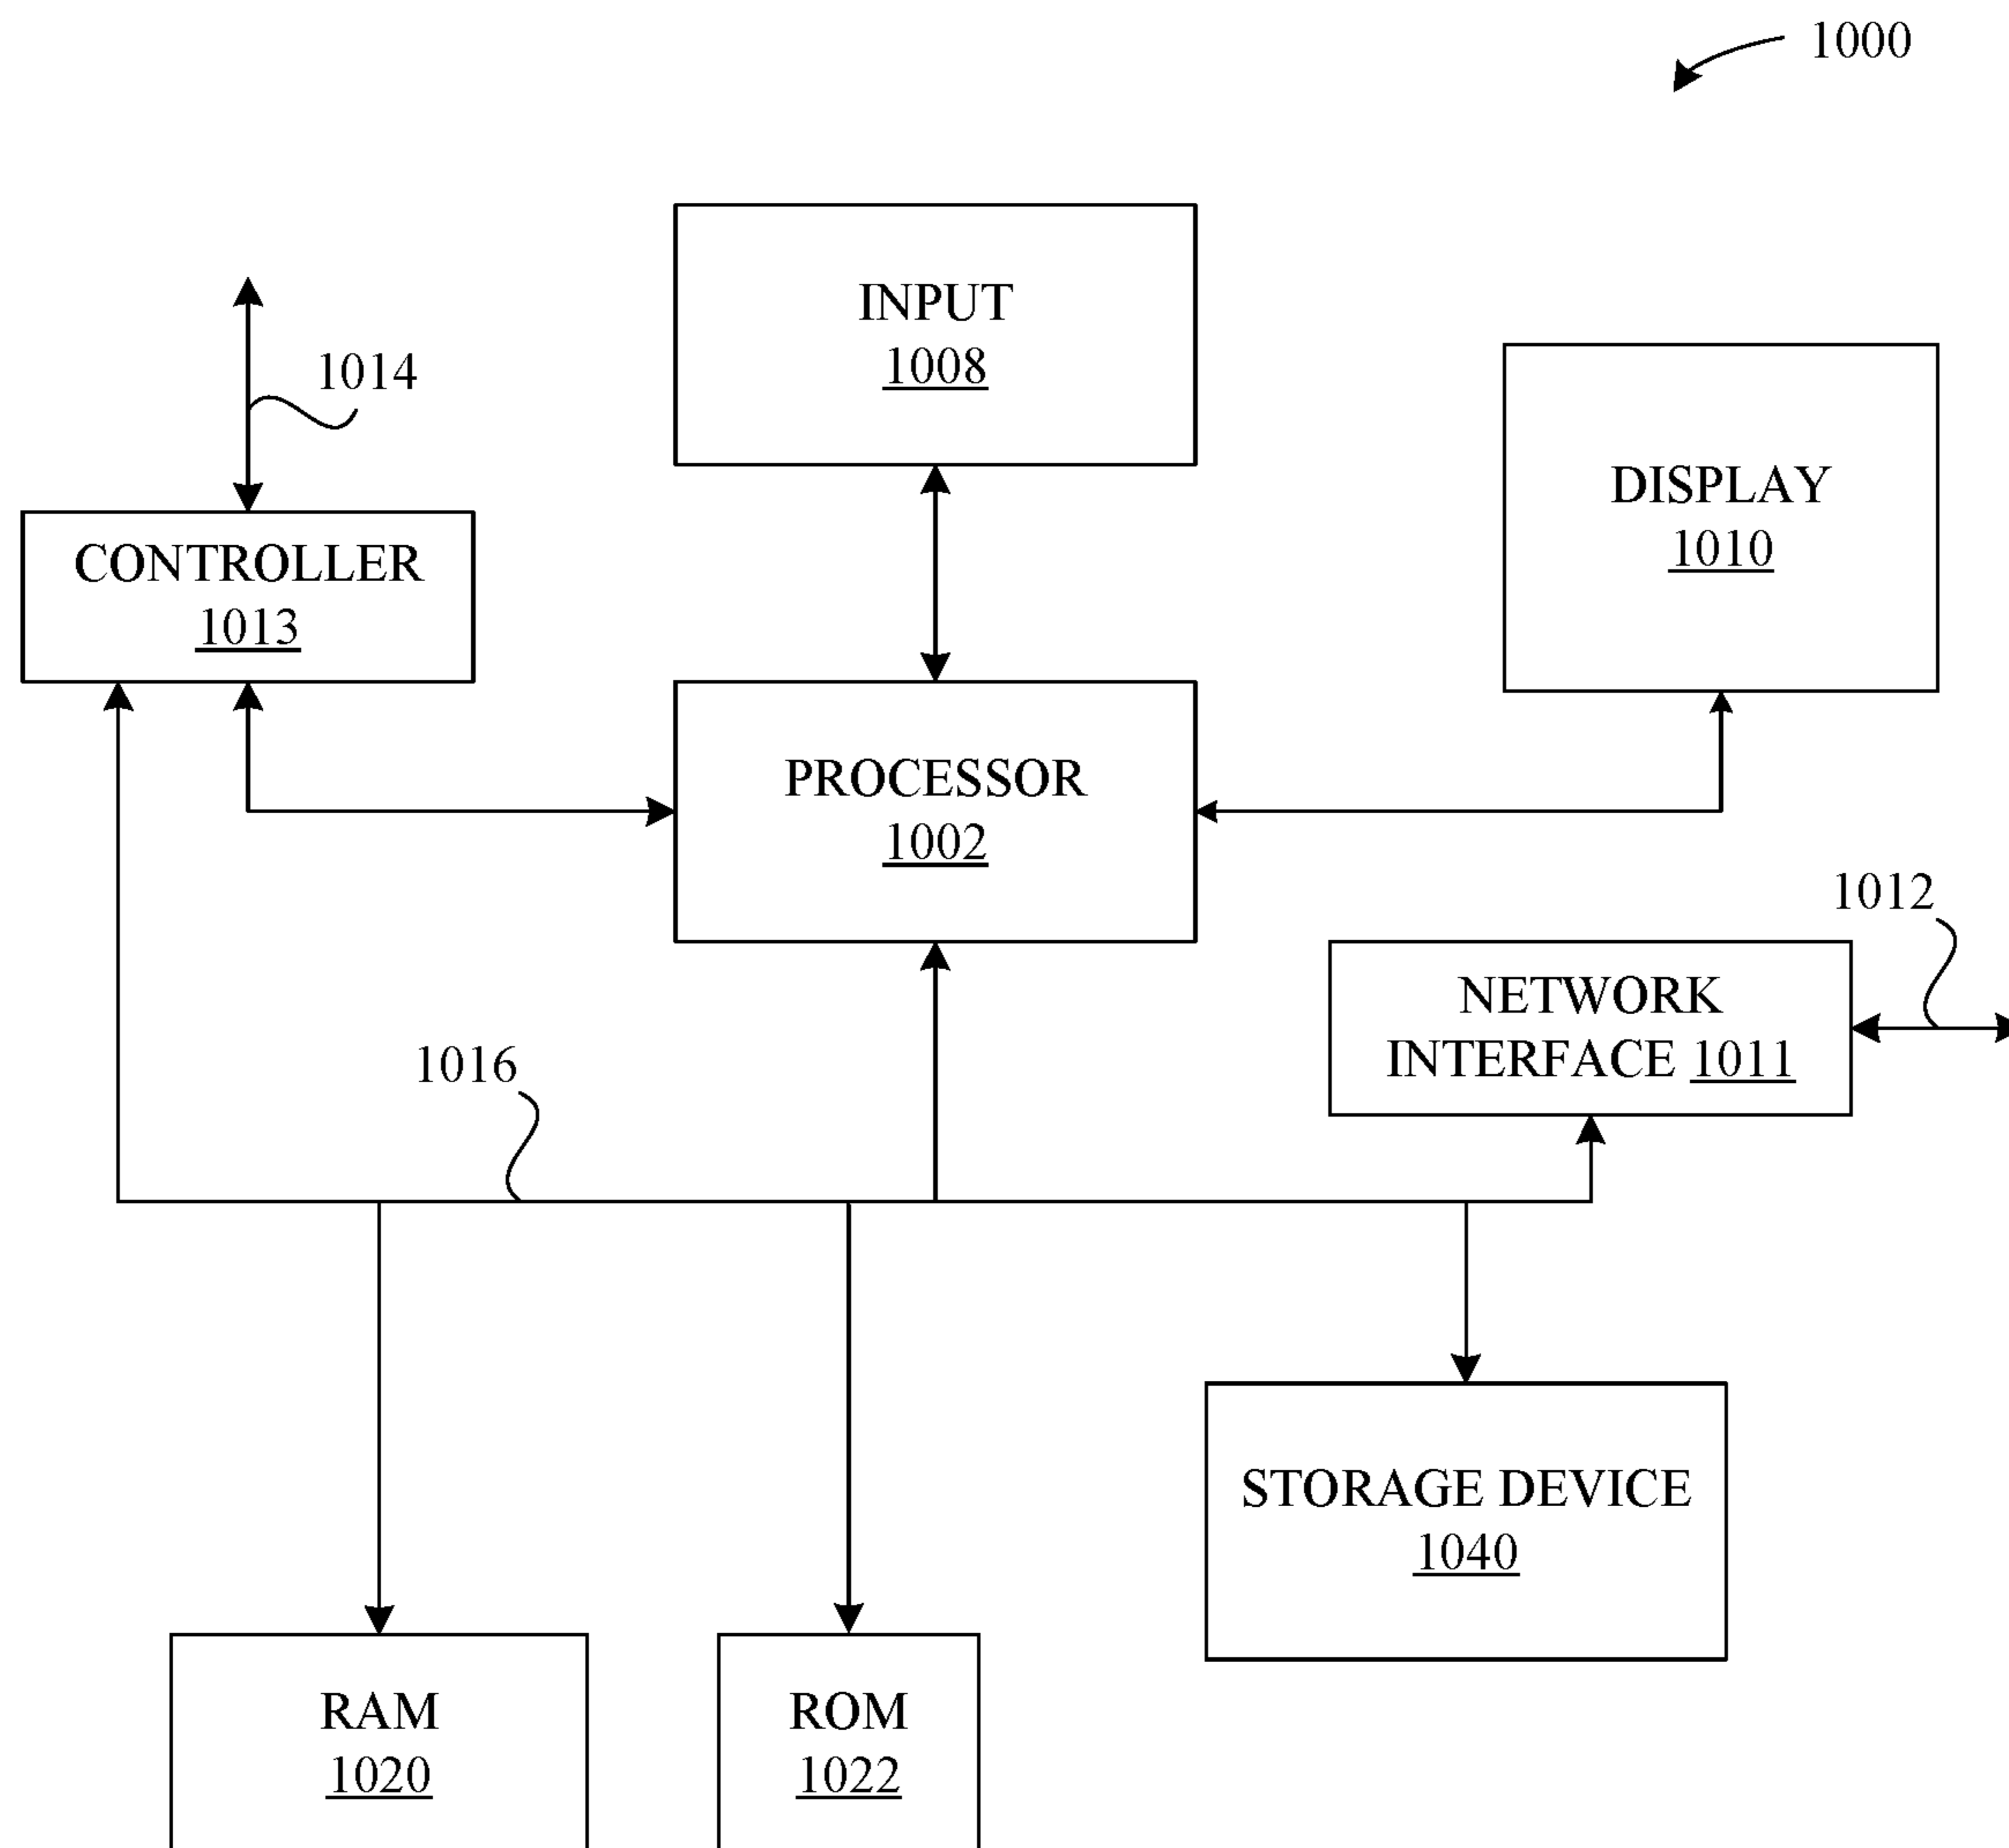 1000
INPUT
1008
1014
DISPLAY
1010
CONTROLLER
1013
PROCESSOR
1002
1012
NETWORK
INTERFACE 1011
1016
STORAGE DEVICE
1040
RAM
1020
ROM
1022